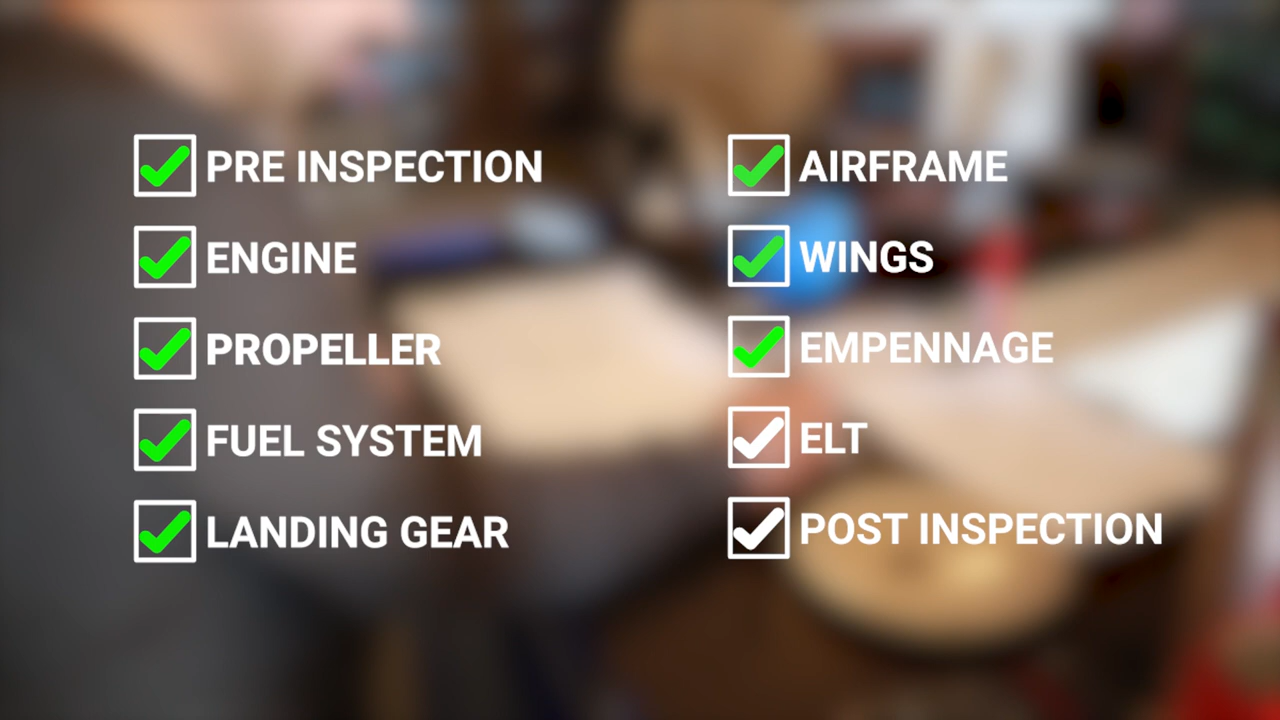 PRE INSPECTION
ENGINE
PROPELLER
FUEL SYSTEM
LANDING GEAR
AIRFRAME
WINGS
EMPENNAGE
ELT
POST INSPECTION